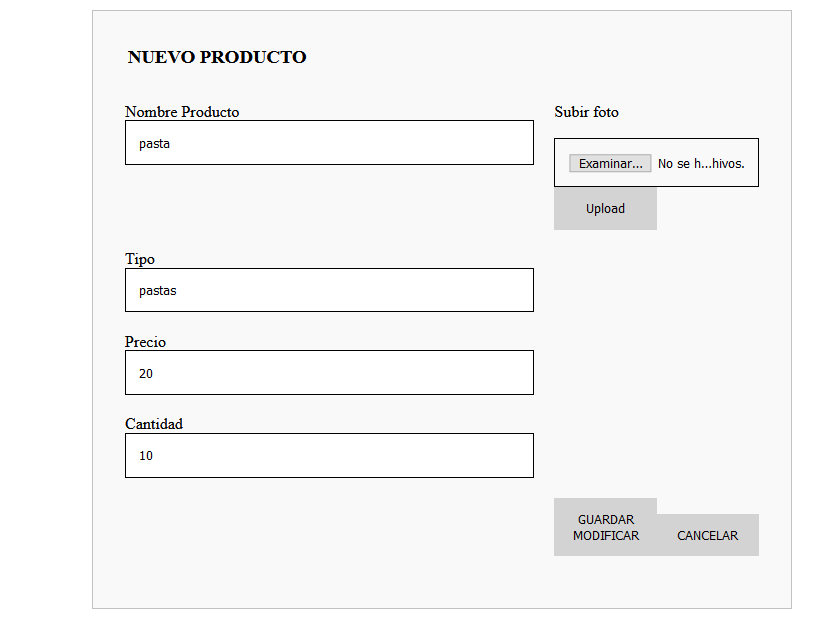 NUEVO PRODUCTO
Nombre Producto
pasta
Subir foto
Examinar... No se h...hivos.
Upload
Tipo
pastas
Precio
20
Cantidad
10
GUARDAR
MODIFICAR
CANCELAR